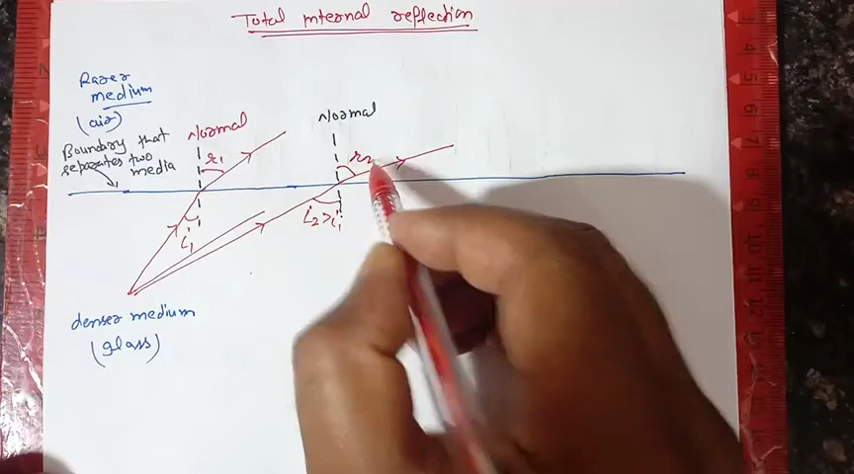 Total internal reflection
Rarer
medium
(air)
Boundary that
separates two
media
Normal
Normal
r1
r2
i1
i2 > i1
denser medium
(glass)